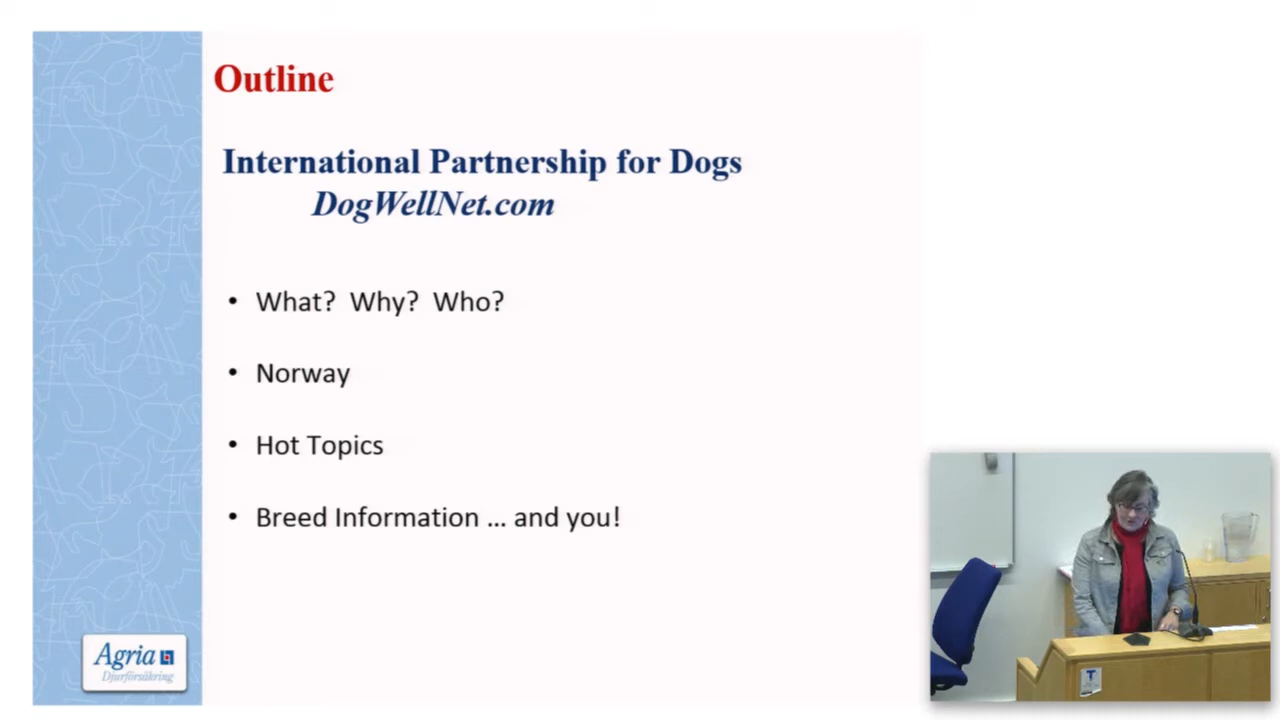 Outline
International Partnership for Dogs
DogWellNet.com
• What? Why? Who?
• Norway
• Hot Topics
• Breed Information ... and you!
Agria
Djurförsäkring
T